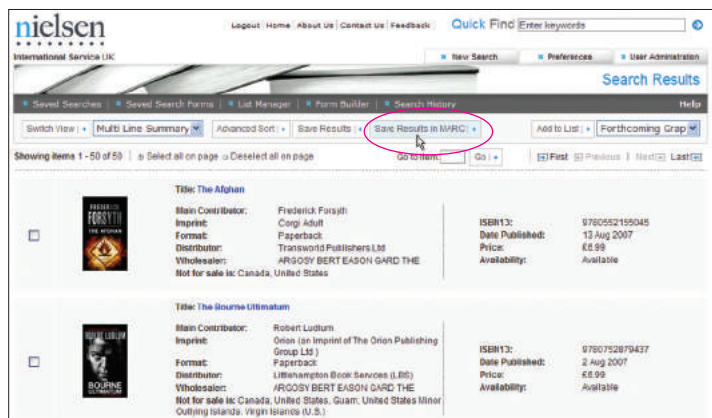 nielsen
Logout Home About Us Contact Us Feedback Quick Find Enter keywords
International Service UK New Search Preferences User Administration
Search Results
Saved Searches Saved Search Forms List Manager Form Builder Search History Help
Switch View Multi Line Summary Advanced Sort Save Results Save Results in MARC Add to List Forthcoming Grap
Showing items 1 - 50 of 59 Select all on page Deselect all on page Go to item: Go First Previous Next Last
Title: The Afghan
Main Contributor: Frederick Forsyth
Imprint: Corgi Adult
Format: Paperback
Distributor: Transworld Publishers Ltd
Wholesaler: ARGOSY BERT EASON GARD THE
Not for sale in: Canada, United States
ISBN13: 9780552155045
Date Published: 13 Aug 2007
Price: £6.99
Availability: Available
FREDERICK
FORSYTH
THE AFGHAN
Title: The Bourne Ultimatum
Main Contributor: Robert Ludlum
Imprint: Orion (an Imprint of The Orion Publishing
Group Ltd )
Format: Paperback
Distributor: Littlehampton Book Services (LBS)
Wholesaler: ARGOSY BERT EASON GARD THE
Not for sale in: Canada, United States, Guam, United States Minor
Outlying Islands, Virgin Islands (U.S.)
ISBN13: 9780752879437
Date Published: 2 Aug 2007
Price: £6.99
Availability: Available
ROBERT LUDLUM
BOURNE
ULTIMATUM